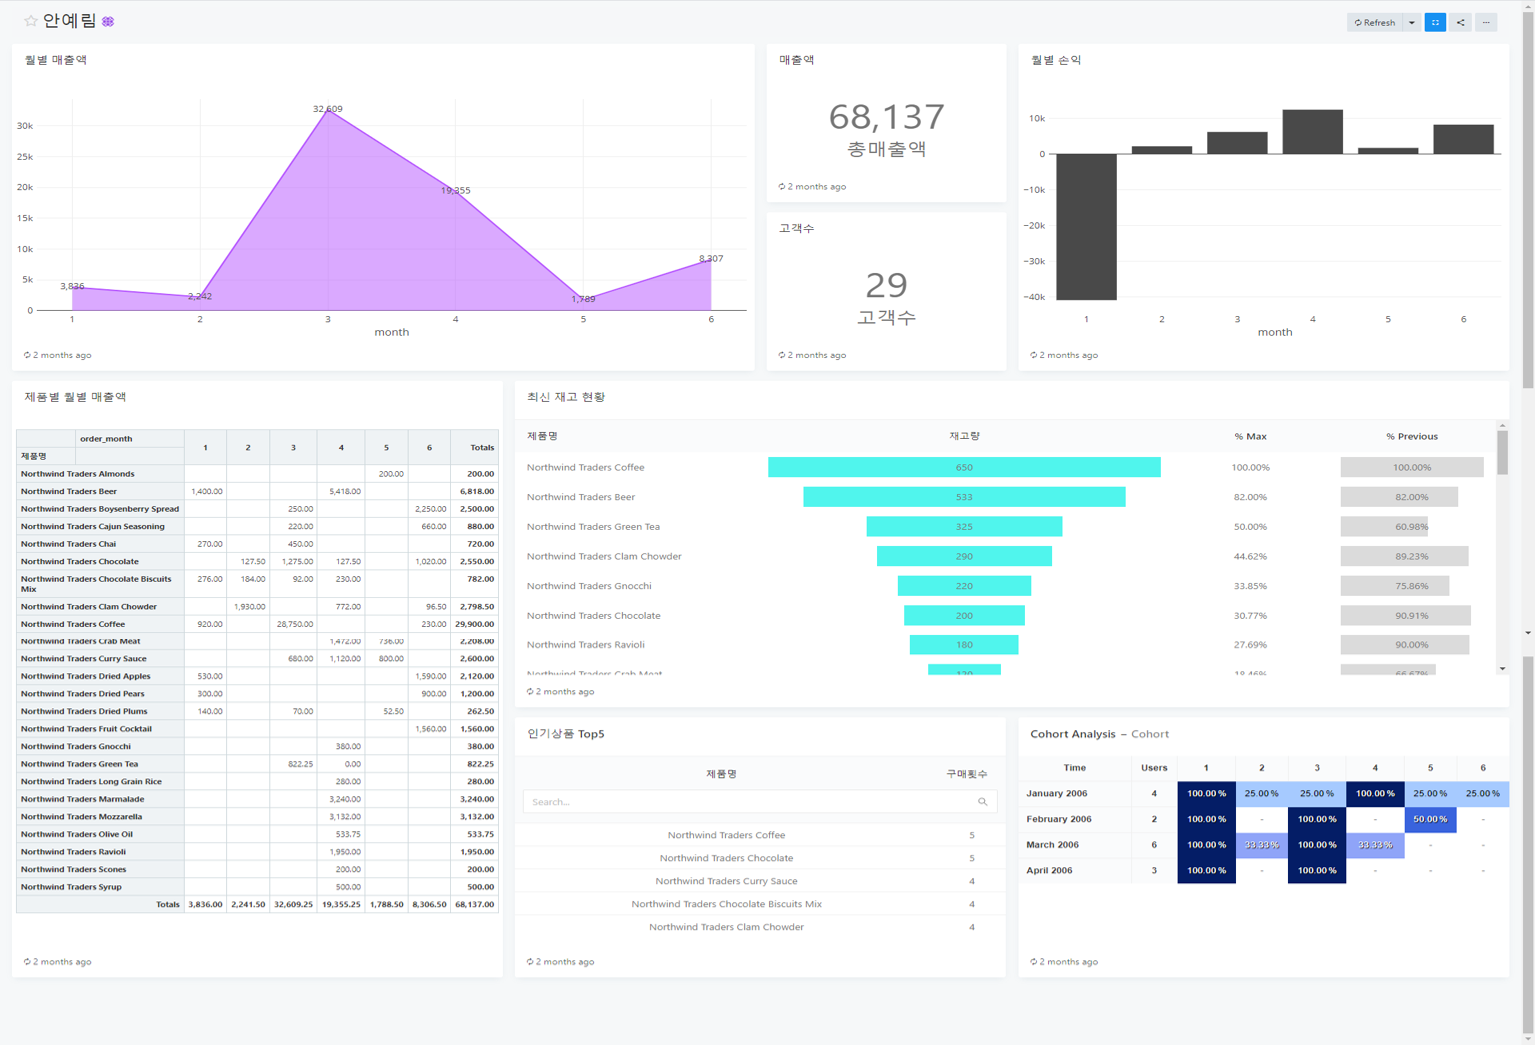 안예림
Refresh
월별 매출액
32,609
30k
25k
20k
19,355
15k
10k
8,307
5k
3,836
2,242
1,789
0
1 2 3 4 5 6
month
2 months ago
매출액
68,137
총매출액
2 months ago
고객수
29
고객수
2 months ago
월별 손익
10k
0
−10k
−20k
−30k
−40k
1 2 3 4 5 6
month
2 months ago
제품별 월별 매출액
order_month 1 2 3 4 5 6 Totals
제품명
Northwind Traders Almonds 200.00 200.00
Northwind Traders Beer 1,400.00 5,418.00 6,818.00
Northwind Traders Boysenberry Spread 250.00 2,250.00 2,500.00
Northwind Traders Cajun Seasoning 220.00 660.00 880.00
Northwind Traders Chai 270.00 450.00 720.00
Northwind Traders Chocolate 127.50 1,275.00 127.50 1,020.00 2,550.00
Northwind Traders Chocolate Biscuits 276.00 184.00 92.00 230.00 782.00
Mix
Northwind Traders Clam Chowder 1,930.00 772.00 96.50 2,798.50
Northwind Traders Coffee 920.00 28,750.00 230.00 29,900.00
Northwind Traders Crab Meat 1,472.00 736.00 2,208.00
Northwind Traders Curry Sauce 680.00 1,120.00 800.00 2,600.00
Northwind Traders Dried Apples 530.00 1,590.00 2,120.00
Northwind Traders Dried Pears 300.00 900.00 1,200.00
Northwind Traders Dried Plums 140.00 70.00 52.50 262.50
Northwind Traders Fruit Cocktail 1,560.00 1,560.00
Northwind Traders Gnocchi 380.00 380.00
Northwind Traders Green Tea 822.25 0.00 822.25
Northwind Traders Long Grain Rice 280.00 280.00
Northwind Traders Marmalade 3,240.00 3,240.00
Northwind Traders Mozzarella 3,132.00 3,132.00
Northwind Traders Olive Oil 533.75 533.75
Northwind Traders Ravioli 1,950.00 1,950.00
Northwind Traders Scones 200.00 200.00
Northwind Traders Syrup 500.00 500.00
Totals 3,836.00 2,241.50 32,609.25 19,355.25 1,788.50 8,306.50 68,137.00
2 months ago
최신 재고 현황
제품명 재고량 % Max % Previous
Northwind Traders Coffee 650 100.00% 100.00%
Northwind Traders Beer 533 82.00% 82.00%
Northwind Traders Green Tea 325 50.00% 60.98%
Northwind Traders Clam Chowder 290 44.62% 89.23%
Northwind Traders Gnocchi 220 33.85% 75.86%
Northwind Traders Chocolate 200 30.77% 90.91%
Northwind Traders Ravioli 180 27.69% 90.00%
Northwind Traders Crab Meat 120 18.46% 66.67%
2 months ago
인기상품 Top5
제품명 구매횟수
Search...
Northwind Traders Coffee 5
Northwind Traders Chocolate 5
Northwind Traders Curry Sauce 4
Northwind Traders Chocolate Biscuits Mix 4
Northwind Traders Clam Chowder 4
2 months ago
Cohort Analysis – Cohort
Time Users 1 2 3 4 5 6
January 2006 4 100.00 % 25.00 % 25.00 % 100.00 % 25.00 % 25.00 %
February 2006 2 100.00 % - 100.00 % - 50.00 % -
March 2006 6 100.00 % 33.33 % 100.00 % 33.33 % - -
April 2006 3 100.00 % - 100.00 % - - -
2 months ago